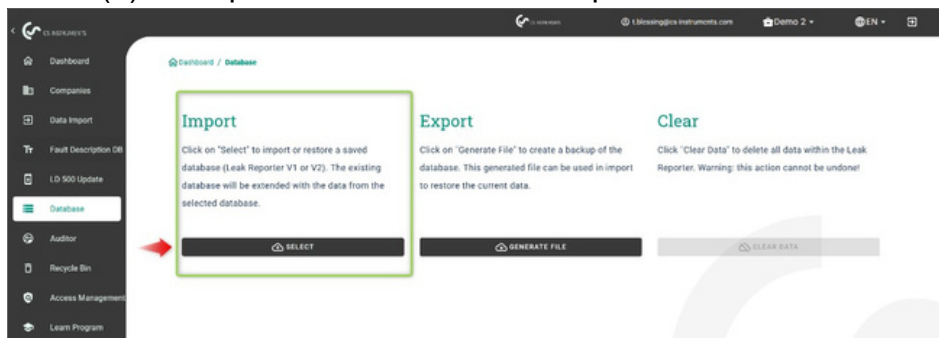 CS INSTRUMENTS
t.blessing@cs-instruments.com
Demo 2
EN
Dashboard
Companies
Data Import
Fault Description DB
LD 500 Update
Database
Auditor
Recycle Bin
Access Management
Learn Program
Dashboard / Database
Import
Click on "Select" to import or restore a saved
database (Leak Reporter V1 or V2). The existing
database will be extended with the data from the
selected database.
SELECT
Export
Click on "Generate File" to create a backup of the
database. This generated file can be used in import
to restore the current data.
GENERATE FILE
Clear
Click "Clear Data" to delete all data within the Leak
Reporter. Warning: this action cannot be undone!
CLEAR DATA